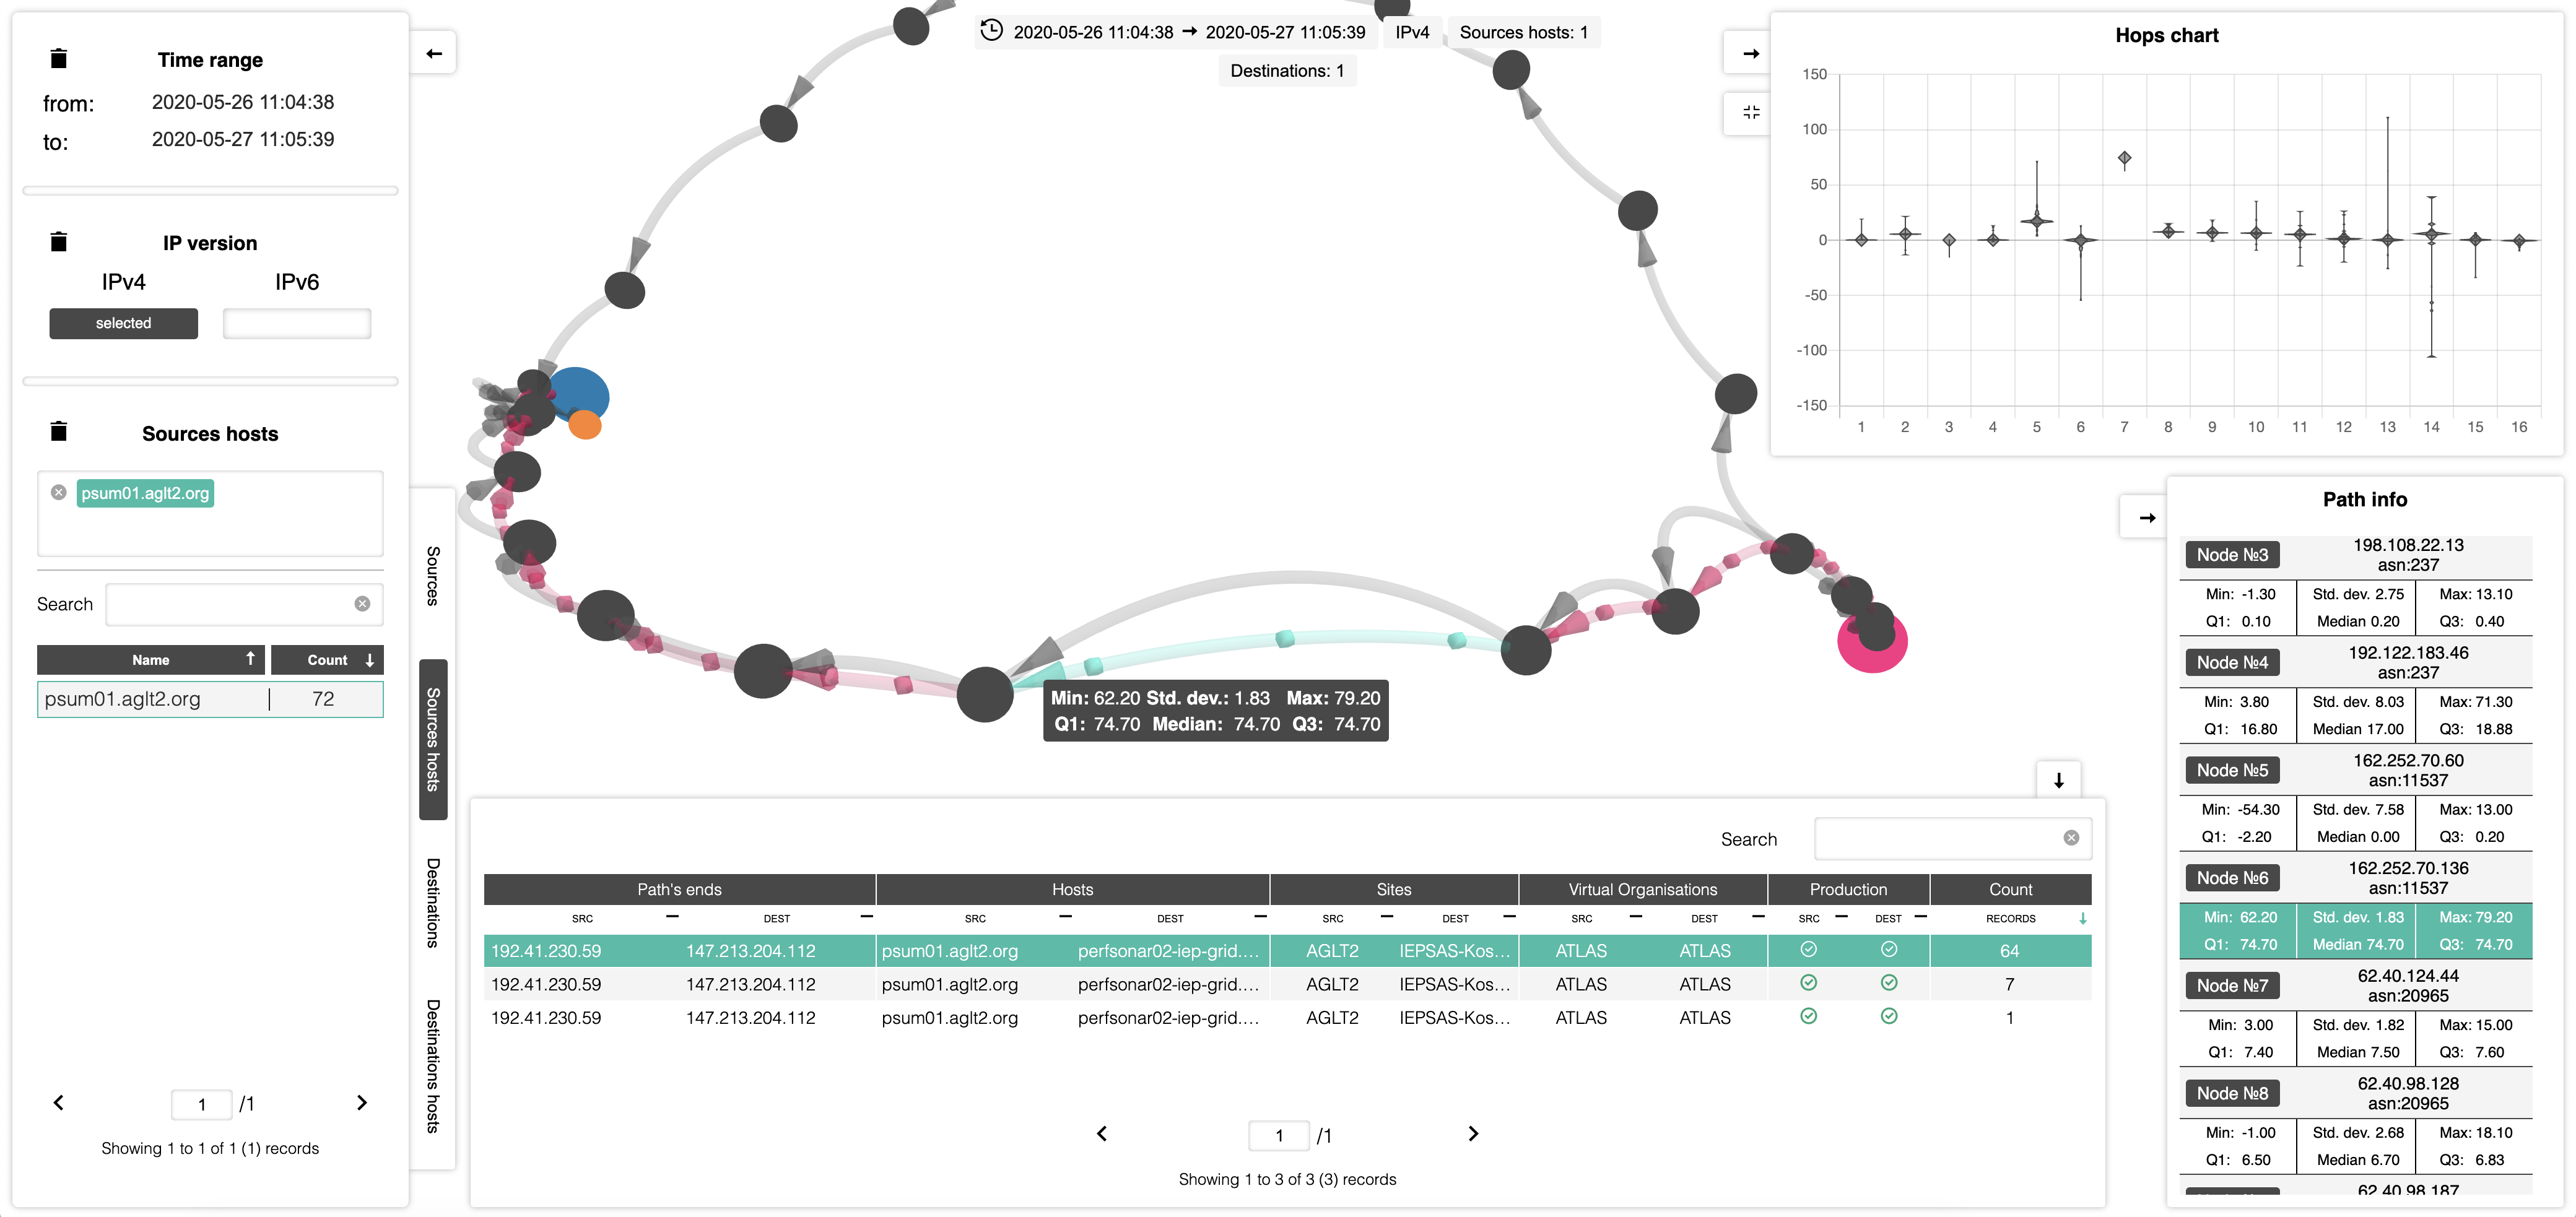 Time range
from: 2020-05-26 11:04:38
to: 2020-05-27 11:05:39
IP version
IPv4 IPv6
selected
Sources hosts
psum01.aglt2.org
Search
Name Count
psum01.aglt2.org 72
1 /1
Showing 1 to 1 of 1 (1) records
Sources
Sources hosts
Destinations
Destinations hosts
2020-05-26 11:04:38 → 2020-05-27 11:05:39 IPv4 Sources hosts: 1
Destinations: 1
Min: 62.20 Std. dev.: 1.83 Max: 79.20
Q1: 74.70 Median: 74.70 Q3: 74.70
Hops chart
150
100
50
0
-50
-100
-150
1 2 3 4 5 6 7 8 9 10 11 12 13 14 15 16
Search
Path's ends Hosts Sites Virtual Organisations Production Count
SRC DEST SRC DEST SRC DEST SRC DEST SRC DEST RECORDS
192.41.230.59 147.213.204.112 psum01.aglt2.org perfsonar02-iep-grid.... AGLT2 IEPSAS-Kos... ATLAS ATLAS 64
192.41.230.59 147.213.204.112 psum01.aglt2.org perfsonar02-iep-grid.... AGLT2 IEPSAS-Kos... ATLAS ATLAS 7
192.41.230.59 147.213.204.112 psum01.aglt2.org perfsonar02-iep-grid.... AGLT2 IEPSAS-Kos... ATLAS ATLAS 1
1 /1
Showing 1 to 3 of 3 (3) records
Path info
Node №3 198.108.22.13
asn:237
Min: -1.30 Std. dev. 2.75 Max: 13.10
Q1: 0.10 Median 0.20 Q3: 0.40
Node №4 192.122.183.46
asn:237
Min: 3.80 Std. dev. 8.03 Max: 71.30
Q1: 16.80 Median 17.00 Q3: 18.88
Node №5 162.252.70.60
asn:11537
Min: -54.30 Std. dev. 7.58 Max: 13.00
Q1: -2.20 Median 0.00 Q3: 0.20
Node №6 162.252.70.136
asn:11537
Min: 62.20 Std. dev. 1.83 Max: 79.20
Q1: 74.70 Median 74.70 Q3: 74.70
Node №7 62.40.124.44
asn:20965
Min: 3.00 Std. dev. 1.82 Max: 15.00
Q1: 7.40 Median 7.50 Q3: 7.60
Node №8 62.40.98.128
asn:20965
Min: -1.00 Std. dev. 2.68 Max: 18.10
Q1: 6.50 Median 6.70 Q3: 6.83
62.40.98.187